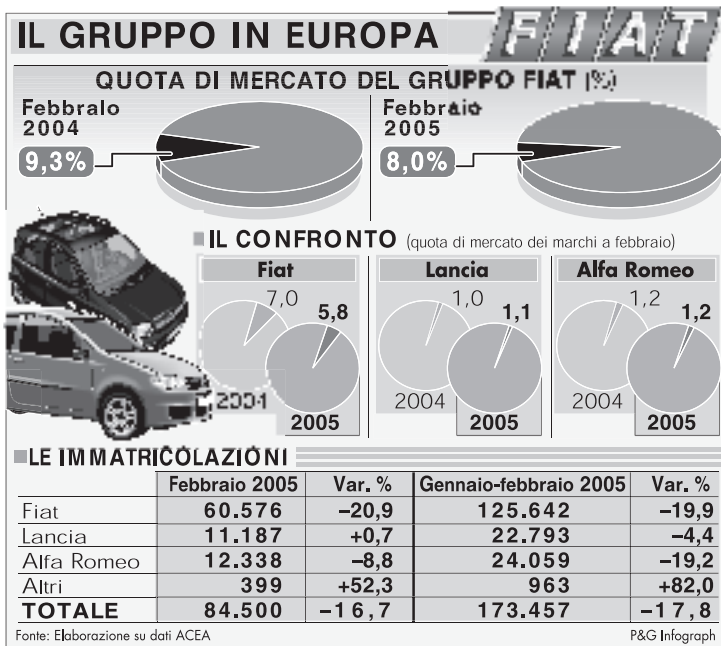 IL GRUPPO IN EUROPA
FIAT
QUOTA DI MERCATO DEL GRUPPO FIAT (%)
Febbraio 2004
9,3%
Febbraio 2005
8,0%
IL CONFRONTO (quota di mercato dei marchi a febbraio)
Fiat
7,0
5,8
2004
2005
Lancia
1,0
1,1
2004
2005
Alfa Romeo
1,2
1,2
2004
2005
LE IMMATRICOLAZIONI
Febbraio 2005 Var. % Gennaio-febbraio 2005 Var. %
Fiat 60.576 –20,9 125.642 –19,9
Lancia 11.187 +0,7 22.793 –4,4
Alfa Romeo 12.338 –8,8 24.059 –19,2
Altri 399 +52,3 963 +82,0
TOTALE 84.500 –16,7 173.457 –17,8
Fonte: Elaborazione su dati ACEA
P&G Infograph